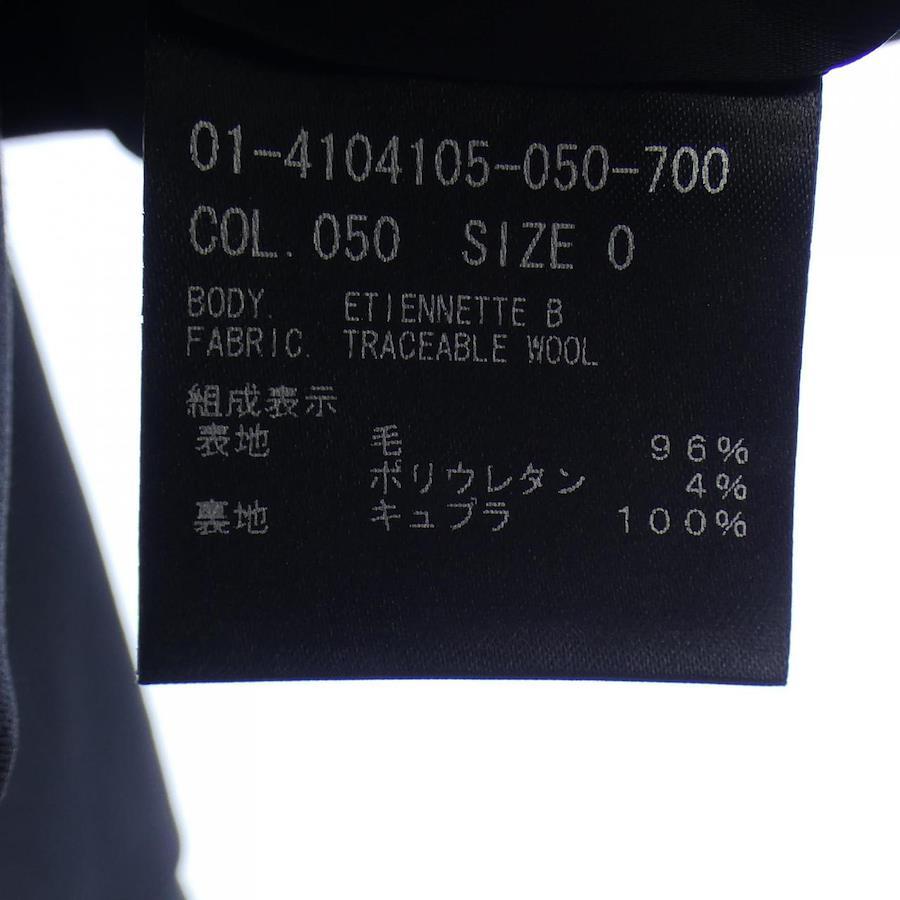 01-4104105-050-700
COL. 050 SIZE 0
BODY. ETIENNETTE B
FABRIC. TRACEABLE WOOL
組成表示
表地 毛 96%
ポリウレタン 4%
裏地 キュプラ 100%